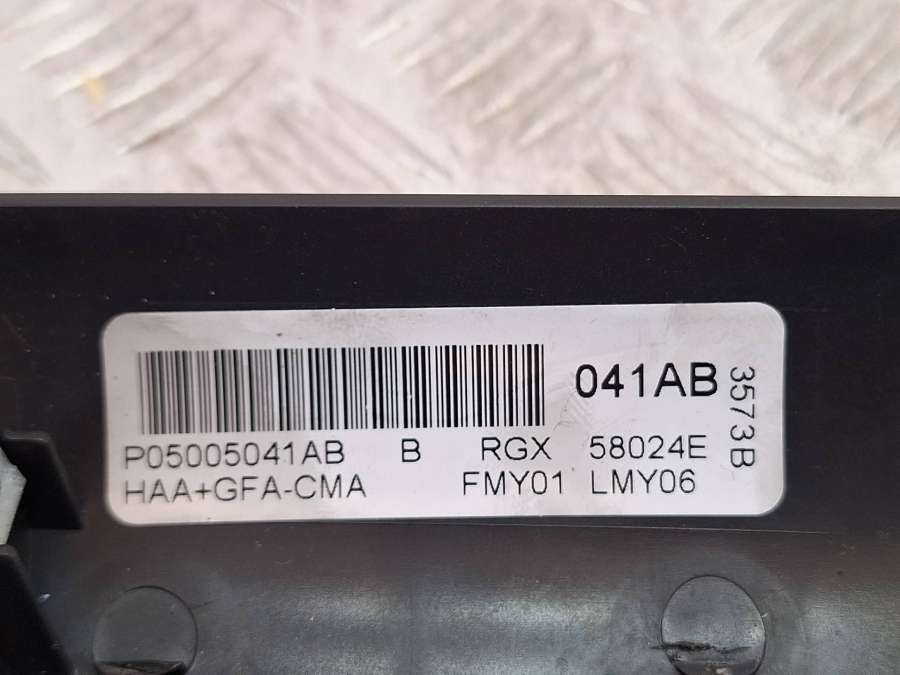 041AB
P05005041AB B RGX 58024E
HAA+GFA-CMA FMY01 LMY06
3573B